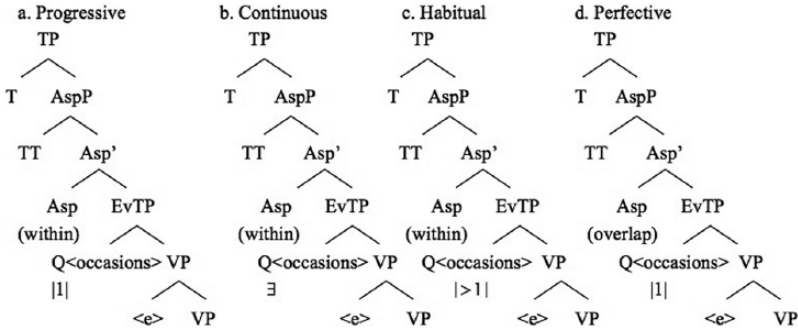 a. Progressive b. Continuous c. Habitual d. Perfective
TP TP TP TP
T AspP T AspP T AspP T AspP
TT Asp’ TT Asp’ TT Asp’ TT Asp’
Asp EvTP Asp EvTP Asp EvTP Asp EvTP
(within) (within) (within) (overlap)
Q<occasions> VP Q<occasions> VP Q<occasions> VP Q<occasions> VP
|1| ∃ |>1| |1|
<e> VP <e> VP <e> VP <e> VP